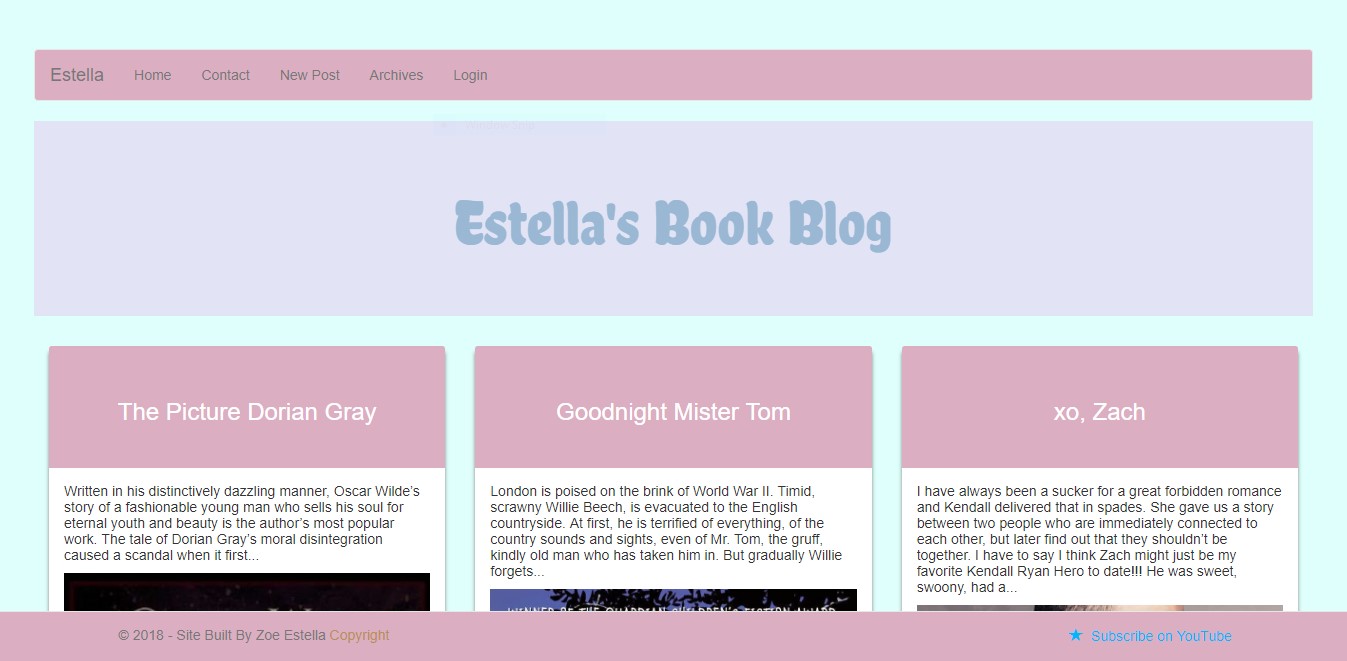 Estella Home Contact New Post Archives Login
Estella's Book Blog
The Picture Dorian Gray
Written in his distinctively dazzling manner, Oscar Wilde’s
story of a fashionable young man who sells his soul for
eternal youth and beauty is the author’s most popular
work. The tale of Dorian Gray’s moral disintegration
caused a scandal when it first...
Goodnight Mister Tom
London is poised on the brink of World War II. Timid,
scrawny Willie Beech, is evacuated to the English
countryside. At first, he is terrified of everything, of the
country sounds and sights, even of Mr. Tom, the gruff,
kindly old man who has taken him in. But gradually Willie
forgets...
WINNER OF THE GUARDIAN CHILDREN'S FICTION AWARD
xo, Zach
I have always been a sucker for a great forbidden romance
and Kendall delivered that in spades. She gave us a story
between two people who are immediately connected to
each other, but later find out that they shouldn’t be
together. I have to say I think Zach might just be my
favorite Kendall Ryan Hero to date!!! He was sweet,
swoony, had a...
© 2018 - Site Built By Zoe Estella Copyright
★ Subscribe on YouTube